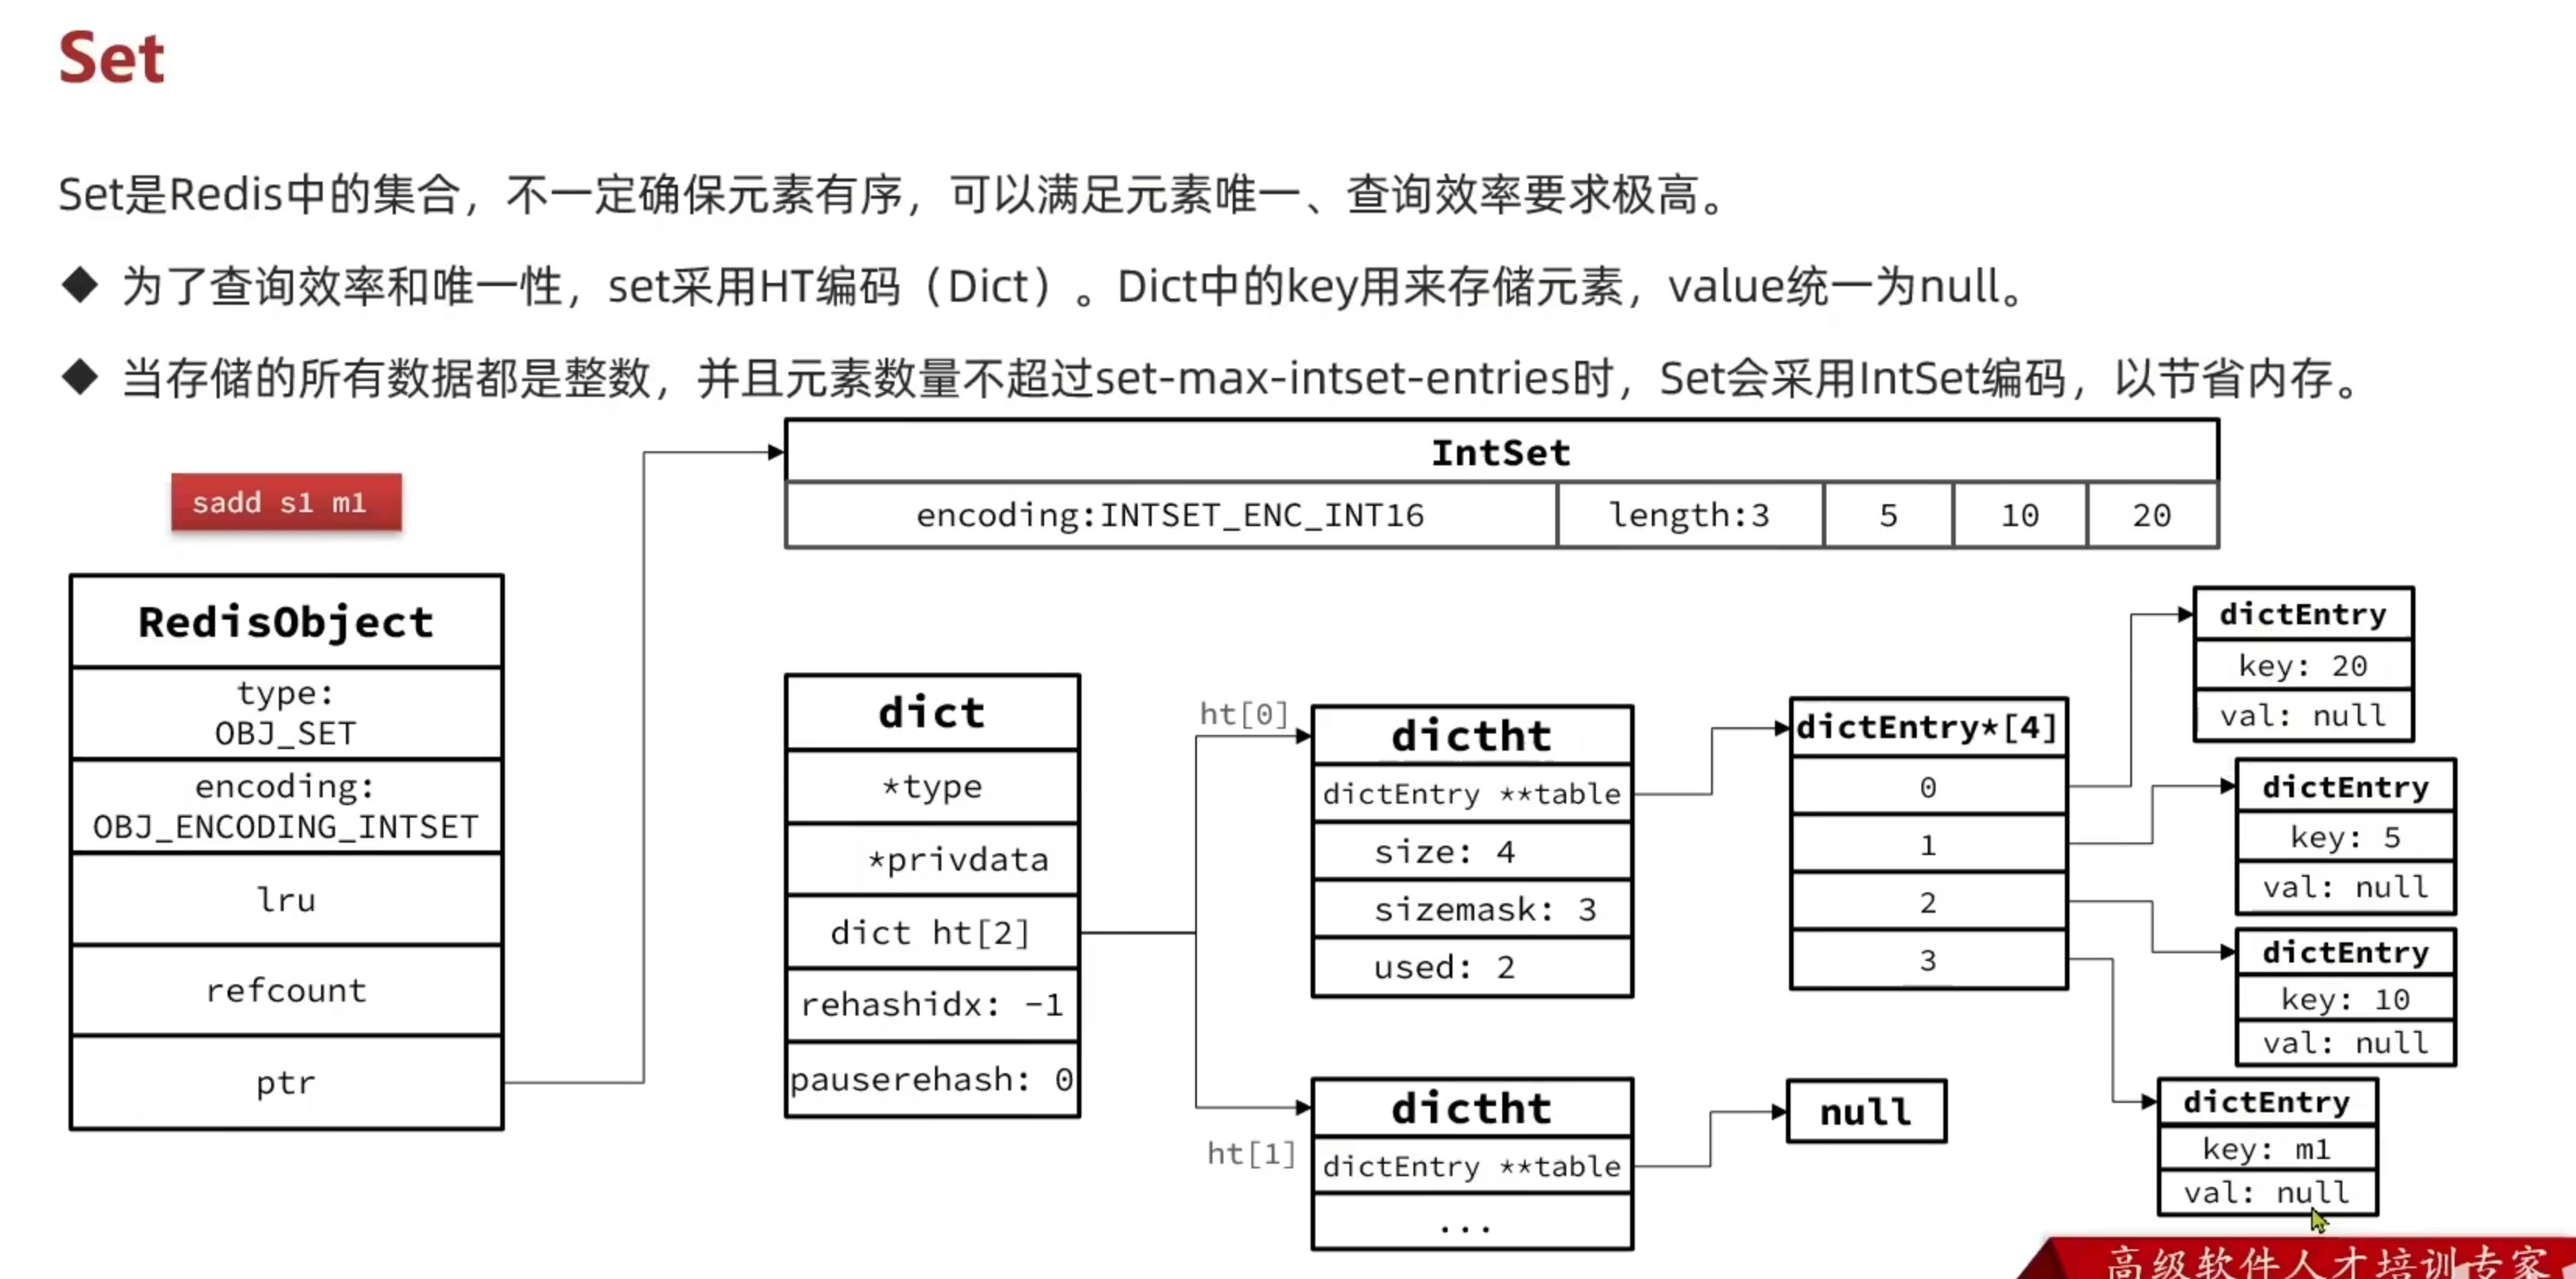 Set
Set是Redis中的集合，不一定确保元素有序，可以满足元素唯一、查询效率要求极高。
◆ 为了查询效率和唯一性，set采用HT编码（Dict）。Dict中的key用来存储元素，value统一为null。
◆ 当存储的所有数据都是整数，并且元素数量不超过set-max-intset-entries时，Set会采用IntSet编码，以节省内存。
sadd s1 m1
IntSet
encoding:INTSET_ENC_INT16 length:3 5 10 20
RedisObject
type:
OBJ_SET
encoding:
OBJ_ENCODING_INTSET
lru
refcount
ptr
dict
*type
*privdata
dict ht[2]
rehashidx: -1
pauserehash: 0
ht[0]
dictht
dictEntry **table
size: 4
sizemask: 3
used: 2
ht[1]
dictht
dictEntry **table
...
dictEntry*[4]
0
1
2
3
null
dictEntry
key: 20
val: null
dictEntry
key: 5
val: null
dictEntry
key: 10
val: null
dictEntry
key: m1
val: null
高级软件人才培训专家